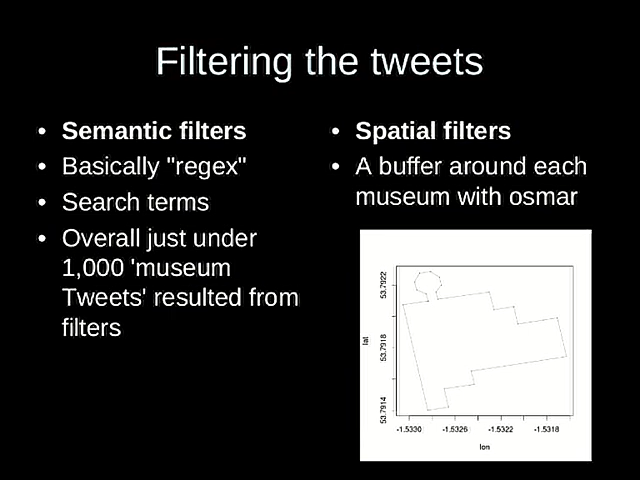 Filtering the tweets
• Semantic filters
• Basically "regex"
• Search terms
• Overall just under
1,000 'museum
Tweets' resulted from
filters
• Spatial filters
• A buffer around each
museum with osmar
53.7922
53.7918
53.7914
lat
-1.5330 -1.5326 -1.5322 -1.5318
lon